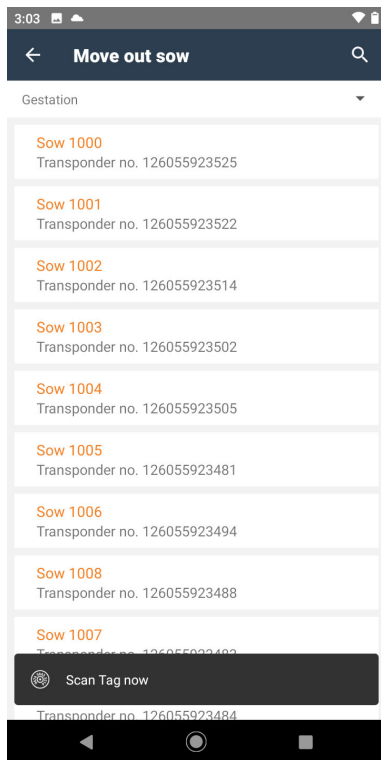 3:03
Move out sow
Gestation
Sow 1000
Transponder no. 126055923525
Sow 1001
Transponder no. 126055923522
Sow 1002
Transponder no. 126055923514
Sow 1003
Transponder no. 126055923502
Sow 1004
Transponder no. 126055923505
Sow 1005
Transponder no. 126055923481
Sow 1006
Transponder no. 126055923494
Sow 1008
Transponder no. 126055923488
Sow 1007
Transponder no.
Scan Tag now
Transponder no. 126055923484